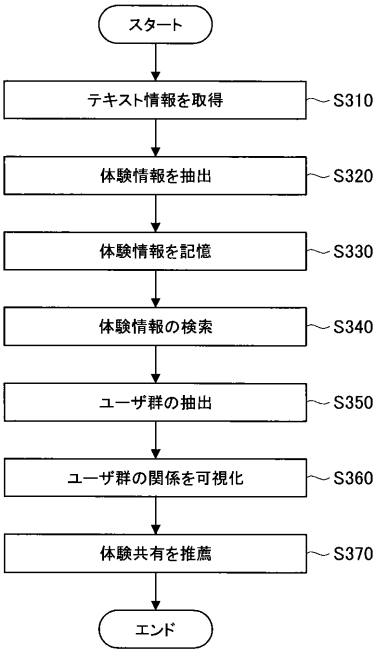 スタート
テキスト情報を取得 S310
体験情報を抽出 S320
体験情報を記憶 S330
体験情報の検索 S340
ユーザ群の抽出 S350
ユーザ群の関係を可視化 S360
体験共有を推薦 S370
エンド